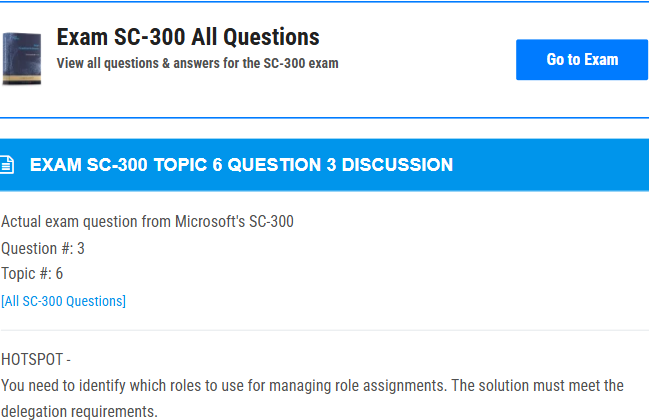 Exam SC-300 All Questions
View all questions & answers for the SC-300 exam
Go to Exam
EXAM SC-300 TOPIC 6 QUESTION 3 DISCUSSION
Actual exam question from Microsoft's SC-300
Question #: 3
Topic #: 6
[All SC-300 Questions]
HOTSPOT -
You need to identify which roles to use for managing role assignments. The solution must meet the
delegation requirements.